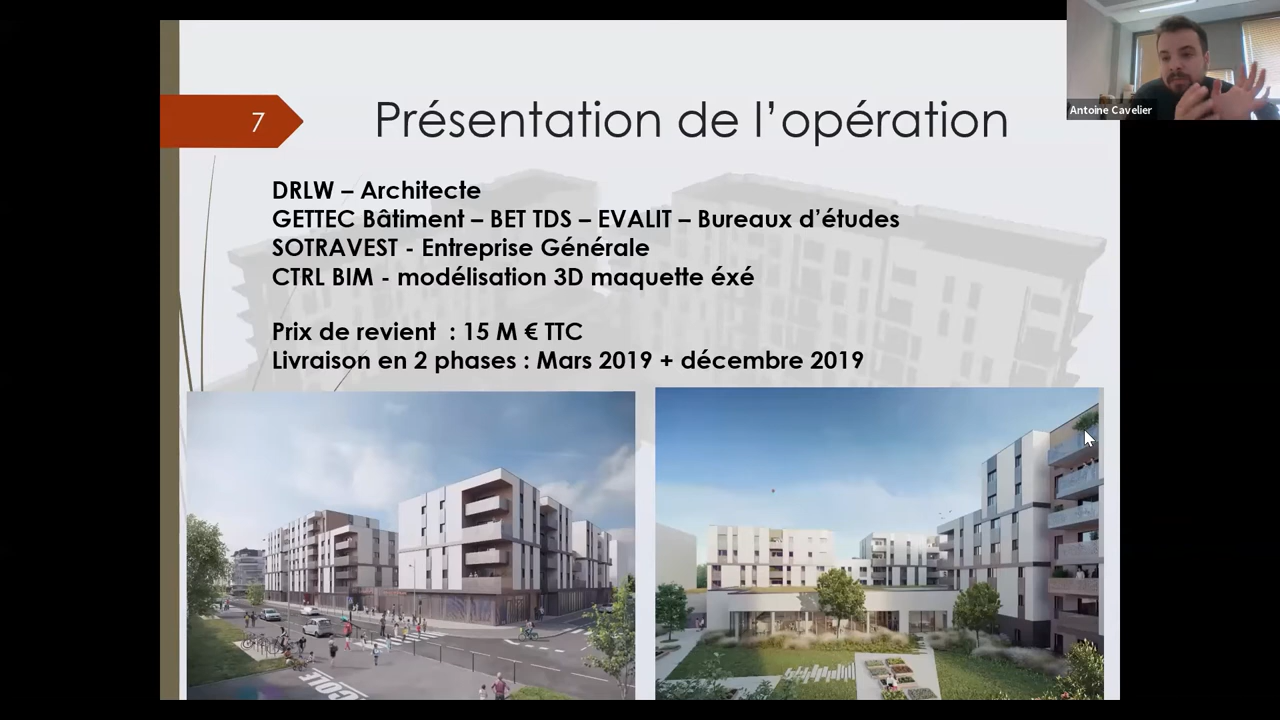 7
Présentation de l’opération
Antoine Cavelier
DRLW – Architecte
GETTEC Bâtiment – BET TDS – EVALIT – Bureaux d’études
SOTRAVEST - Entreprise Générale
CTRL BIM - modélisation 3D maquette éxé
Prix de revient  : 15 M € TTC
Livraison en 2 phases : Mars 2019 + décembre 2019
ECOLE